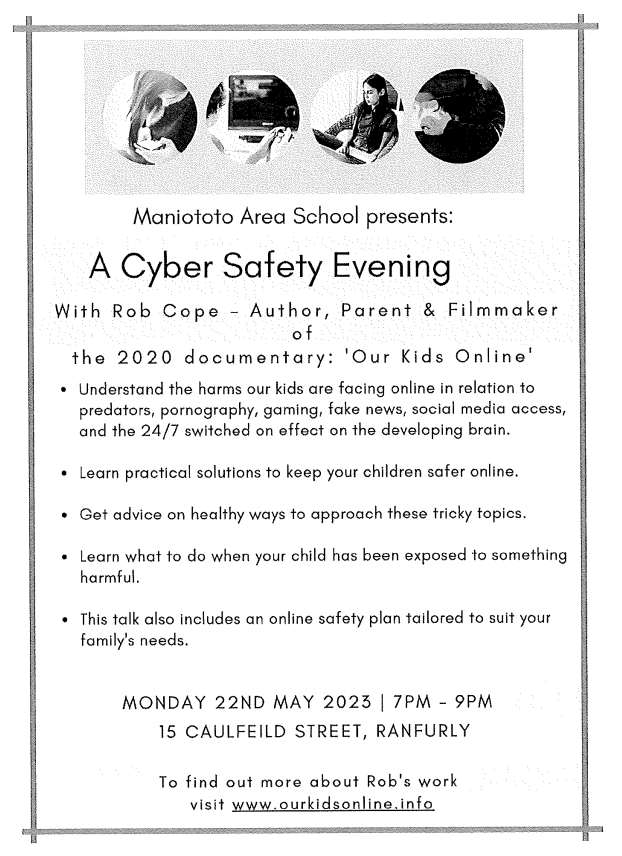 Maniototo Area School presents:
A Cyber Safety Evening
With Rob Cope - Author, Parent & Filmmaker
of
the 2020 documentary: 'Our Kids Online'
• Understand the harms our kids are facing online in relation to
predators, pornography, gaming, fake news, social media access,
and the 24/7 switched on effect on the developing brain.
• Learn practical solutions to keep your children safer online.
• Get advice on healthy ways to approach these tricky topics.
• Learn what to do when your child has been exposed to something
harmful.
• This talk also includes an online safety plan tailored to suit your
family's needs.
MONDAY 22ND MAY 2023 | 7PM - 9PM
15 CAULFEILD STREET, RANFURLY
To find out more about Rob's work
visit www.ourkidsonline.info